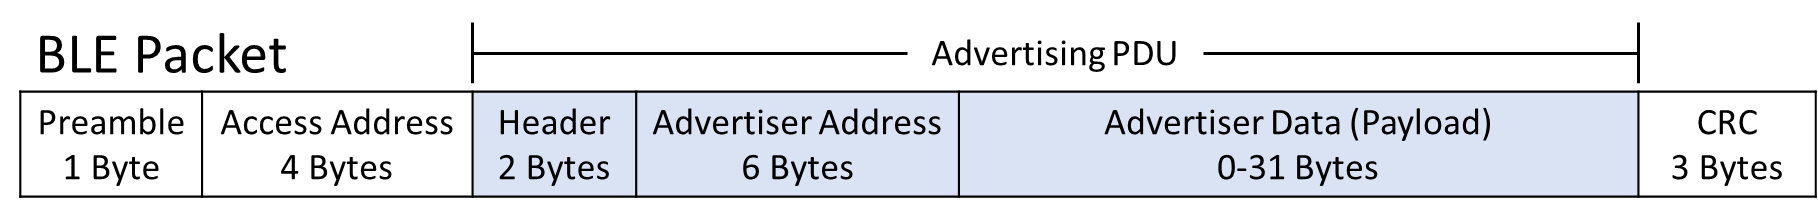 BLE Packet
Advertising PDU
Preamble
1 Byte
Access Address
4 Bytes
Header
2 Bytes
Advertiser Address
6 Bytes
Advertiser Data (Payload)
0-31 Bytes
CRC
3 Bytes